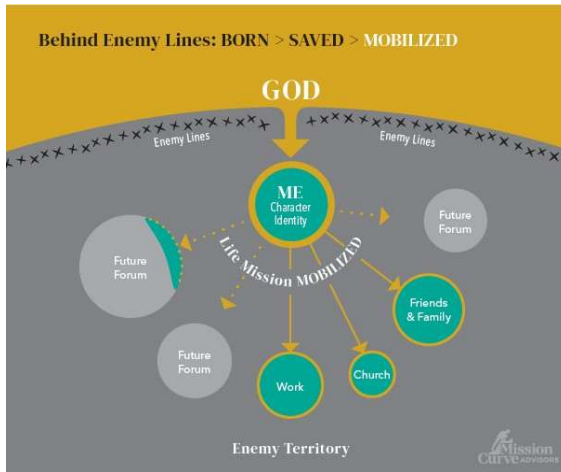 Behind Enemy Lines: BORN > SAVED > MOBILIZED
GOD
Enemy Lines
Enemy Lines
ME
Character
Identity
Life Mission MOBILIZED
Future
Forum
Future
Forum
Future
Forum
Friends
& Family
Church
Work
Enemy Territory
Mission
Curve ADVISORS